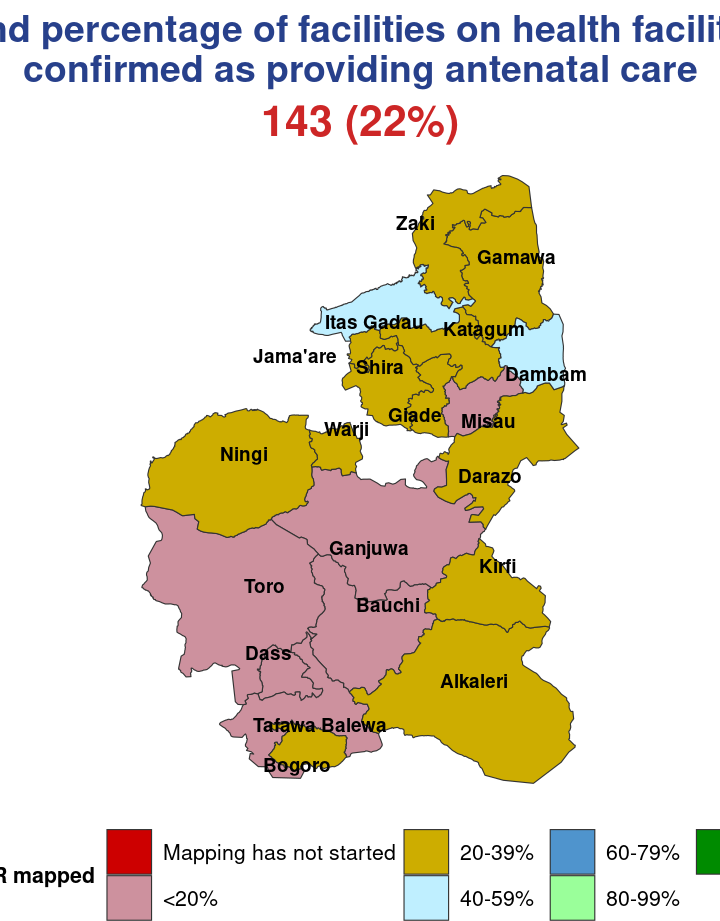 nd percentage of facilities on health facilit
confirmed as providing antenatal care
143 (22%)
Zaki
Gamawa
Itas Gadau
Katagum
Jama'are
Shira
Dambam
Giade
Misau
Warji
Ningi
Darazo
Ganjuwa
Kirfi
Toro
Bauchi
Dass
Alkaleri
Tafawa Balewa
Bogoro
R mapped
Mapping has not started
<20%
20-39%
40-59%
60-79%
80-99%